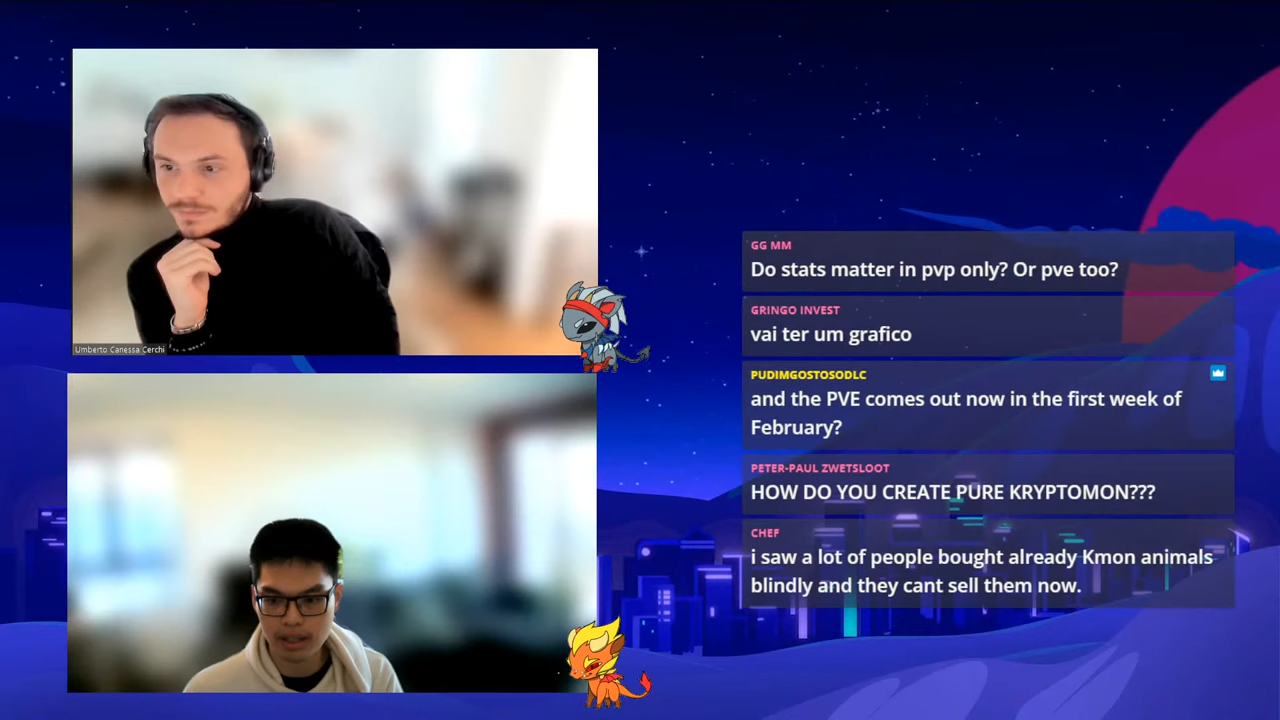 Umberto Canessa Cerchi
GG MM
Do stats matter in pvp only? Or pve too?
GRINGO INVEST
vai ter um grafico
PUDIMGOSTOSODLC
and the PVE comes out now in the first week of
February?
PETER-PAUL ZWETSLOOT
HOW DO YOU CREATE PURE KRYPTOMON???
CHEF
i saw a lot of people bought already Kmon animals
blindly and they cant sell them now.